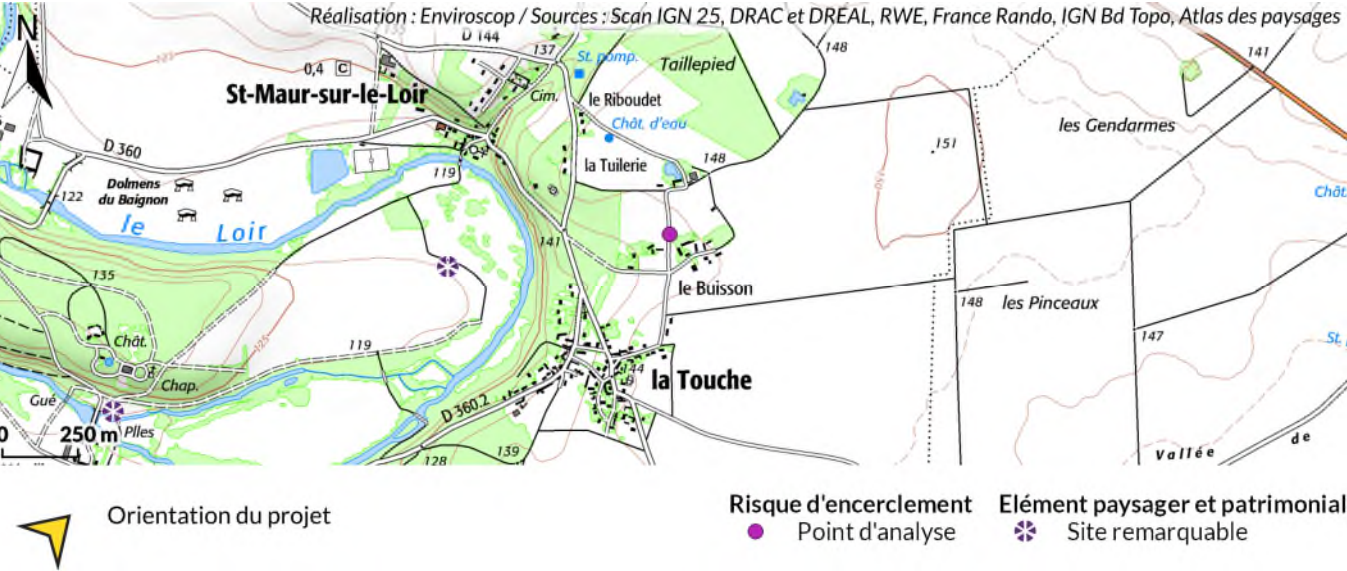 Réalisation : Enviroscop / Sources : Scan IGN 25, DRAC et DREAL, RWE, France Rando, IGN Bd Topo, Atlas des paysages
N
D 144
137
148
141
St. pomp.
Taillepied
0,4 C
St-Maur-sur-le-Loir
Cim.
le Riboudet
Chât. d'eau
les Gendarmes
D 360
151
la Tuilerie
148
119
Dolmens
du Baignon
122
le Loir
141
135
le Buisson
148
les Pinceaux
147
Chât.
119
125
Chap.
la Touche
144
Gué
D 360.2
0 250 m
Plles
128
139
Vallée de
Orientation du projet
Risque d'encerclement
Point d'analyse
Elément paysager et patrimonial
Site remarquable